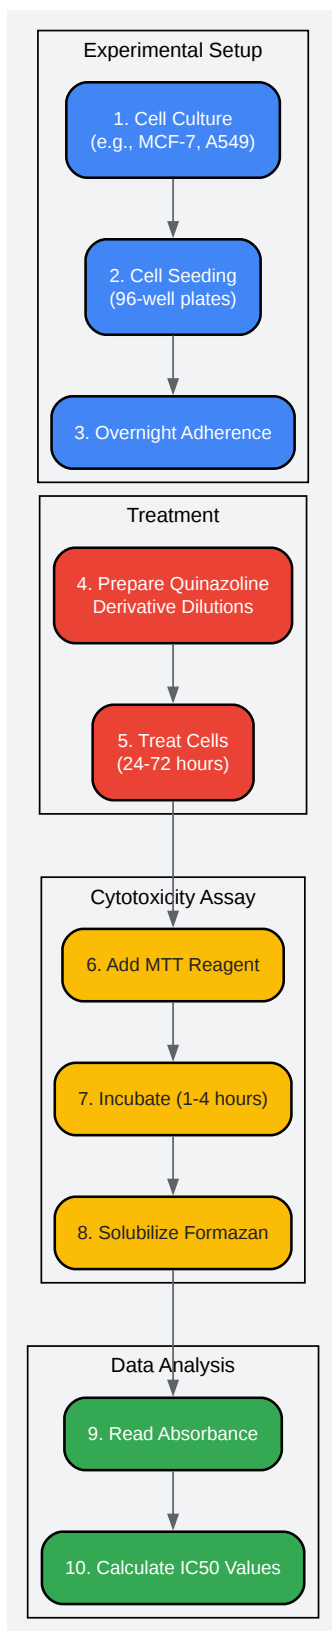 Experimental Setup
1. Cell Culture
(e.g., MCF-7, A549)
2. Cell Seeding
(96-well plates)
3. Overnight Adherence
Treatment
4. Prepare Quinazoline
Derivative Dilutions
5. Treat Cells
(24-72 hours)
Cytotoxicity Assay
6. Add MTT Reagent
7. Incubate (1-4 hours)
8. Solubilize Formazan
Data Analysis
9. Read Absorbance
10. Calculate IC50 Values